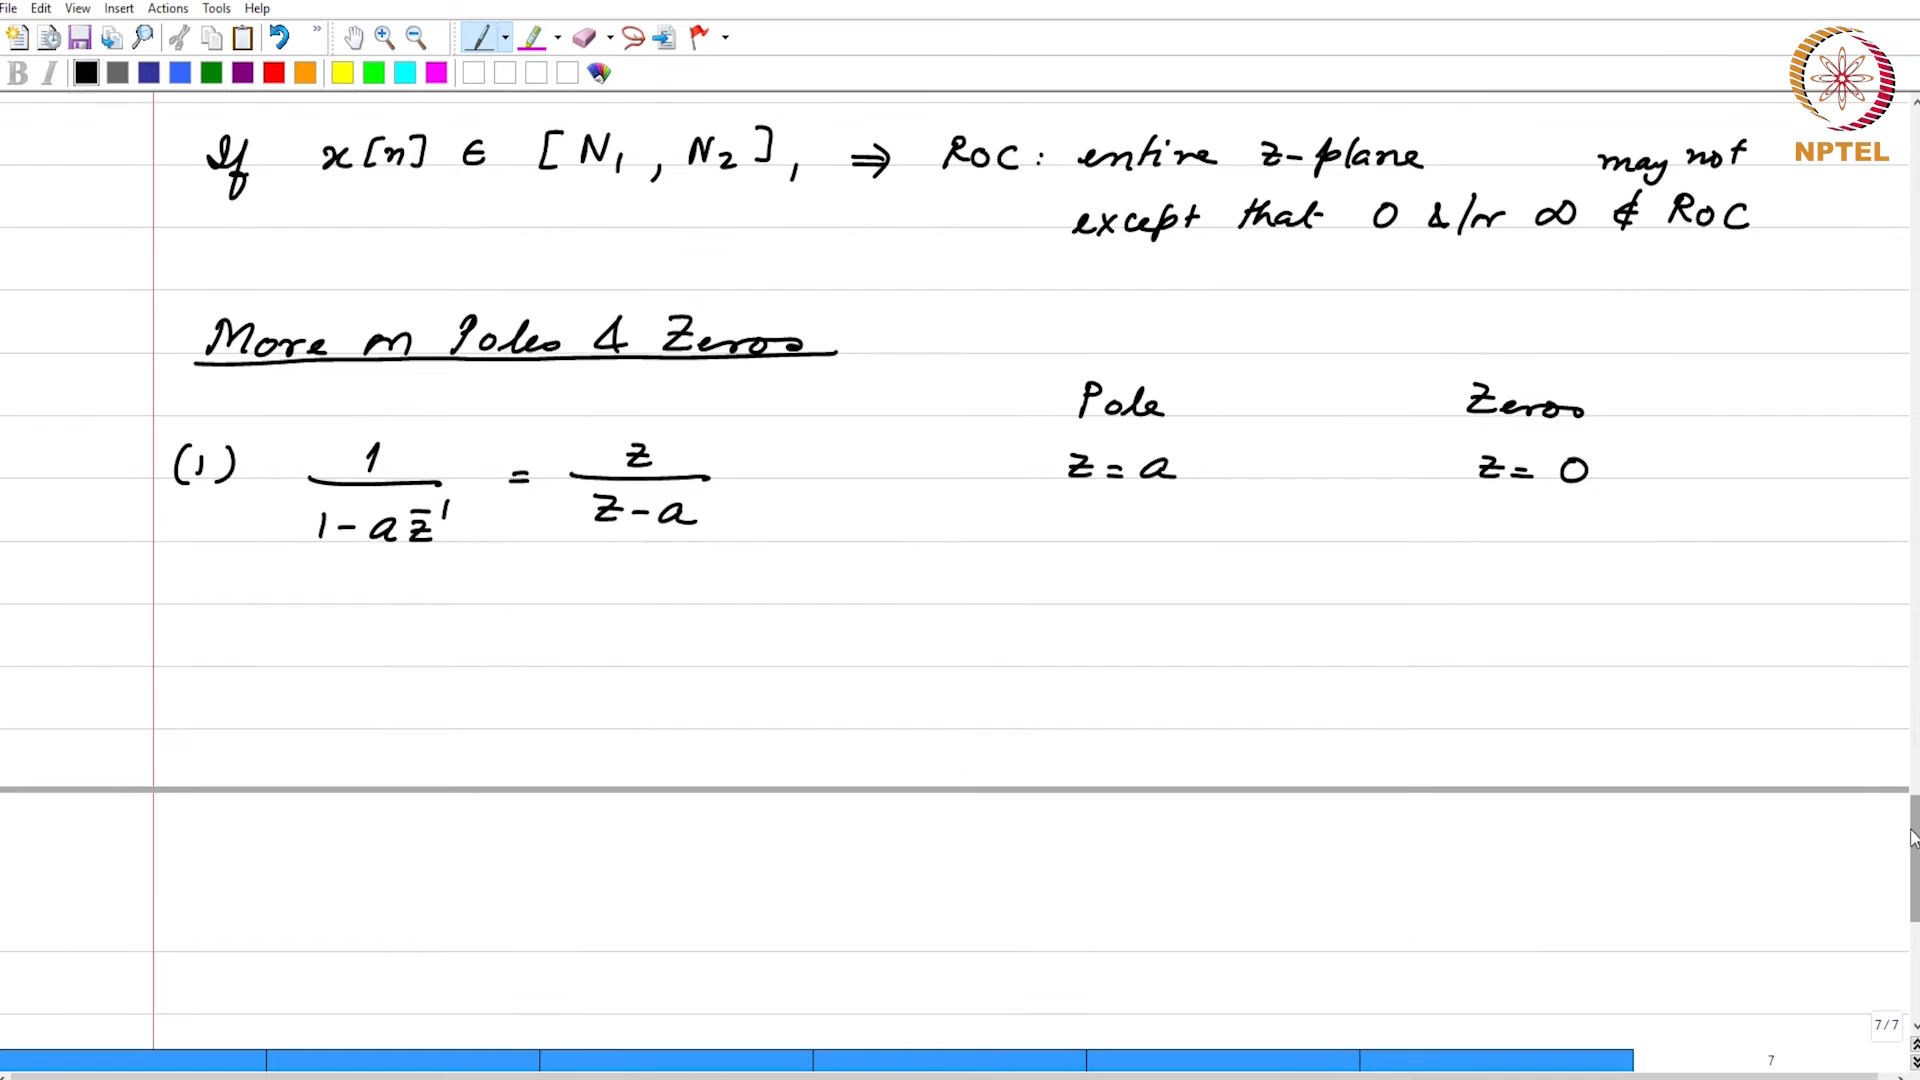 File Edit View Insert Actions Tools Help
B I
NPTEL
If x[n] ∈ [N₁, N₂], ⇒ ROC: entire z-plane may not
except that 0 &/or ∞ ∉ ROC
More on Poles & Zeros
Pole Zeros
(1) 1/(1 - az⁻¹) = z/(z - a) z = a z = 0
7/7
7